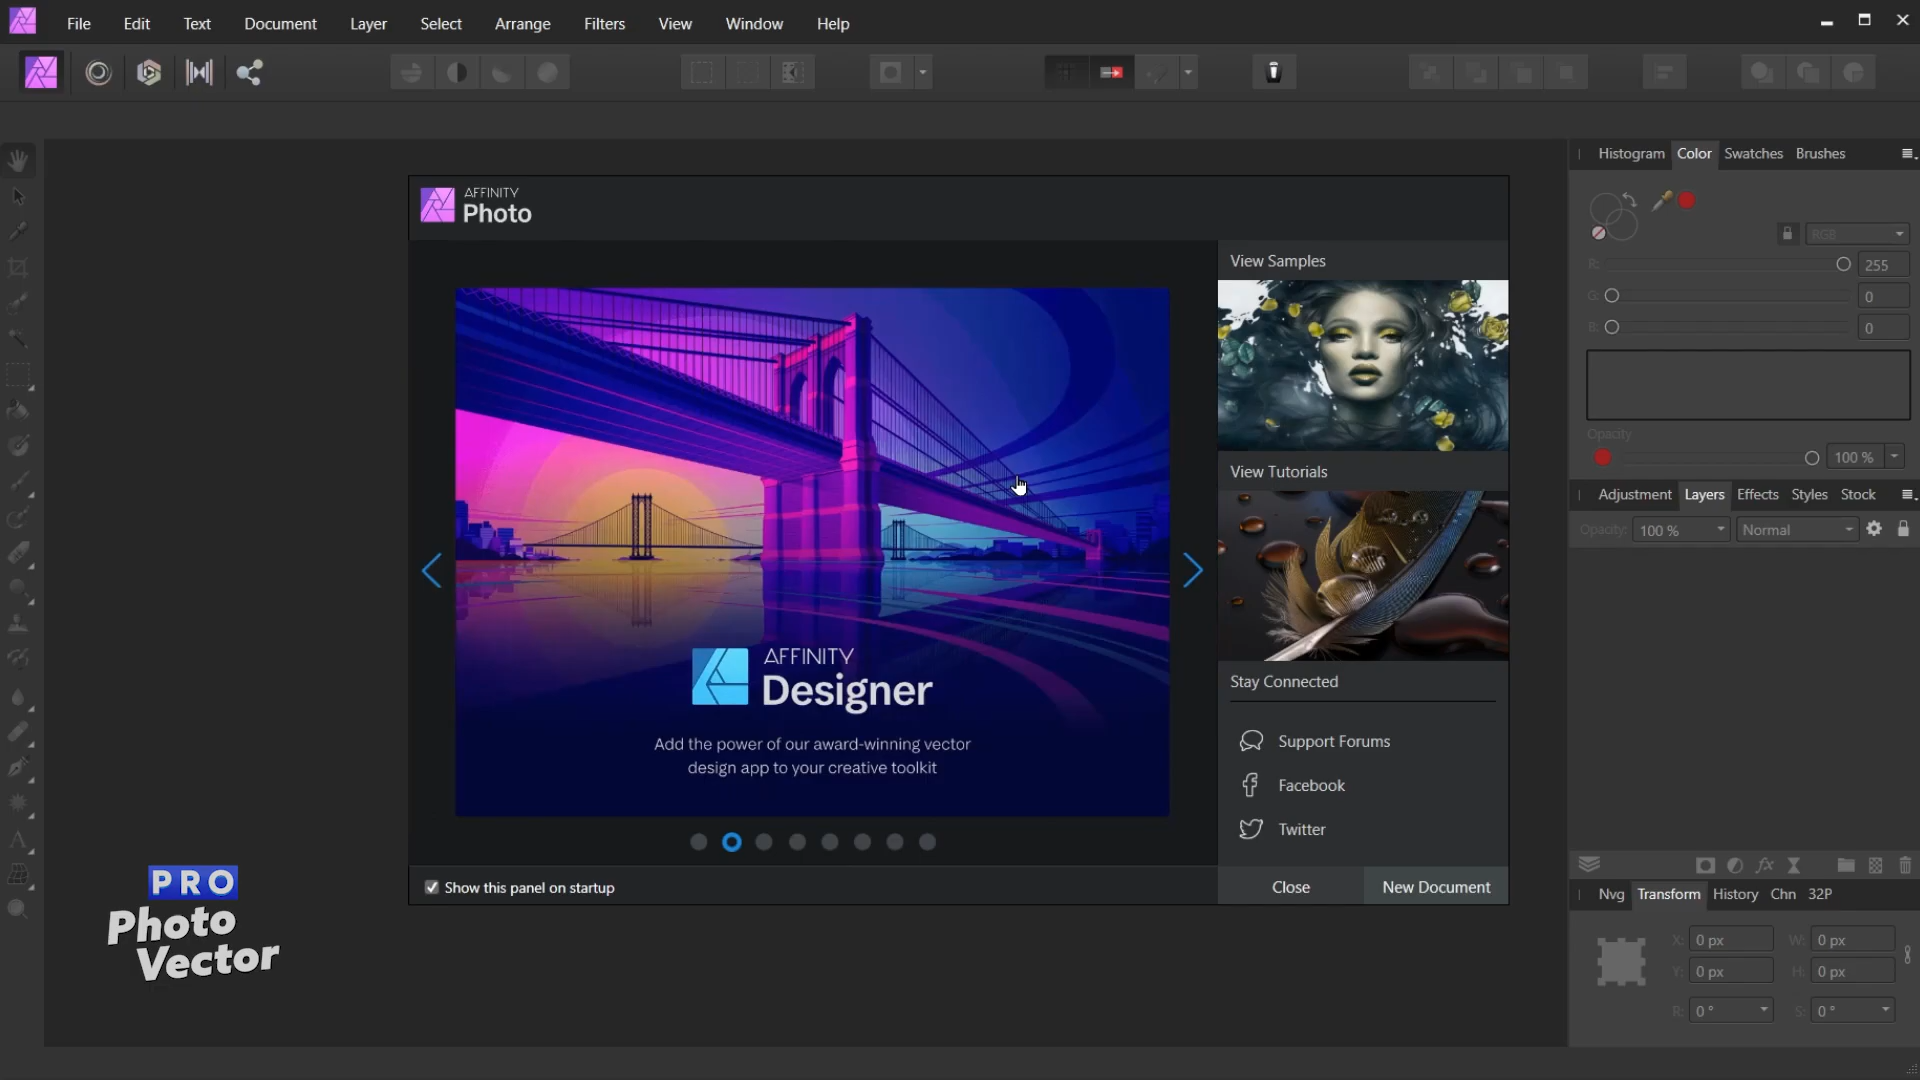 File Edit Text Document Layer Select Arrange Filters View Window Help
Histogram Color Swatches Brushes
AFFINITY
Photo
RGB
R: 255
G: 0
B: 0
Opacity
100 %
View Samples
View Tutorials
AFFINITY
Designer
Add the power of our award-winning vector
design app to your creative toolkit
Stay Connected
Support Forums
Facebook
Twitter
Show this panel on startup
Close New Document
Adjustment Layers Effects Styles Stock
Opacity: 100 % Normal
Nvg Transform History Chn 32P
X: 0 px W: 0 px
Y: 0 px H: 0 px
R: 0 ° S: 0 °
PRO
Photo
Vector